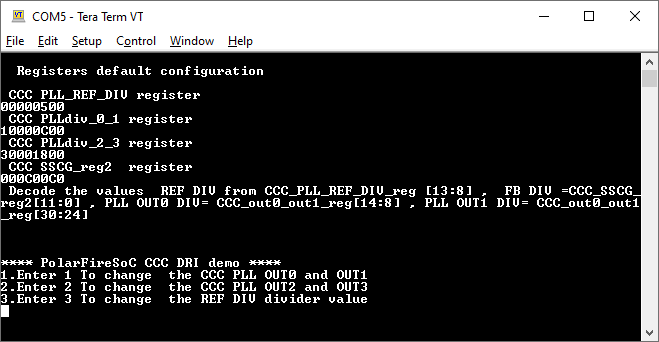 COM5 - Tera Term VT
File Edit Setup Control Window Help
Registers default configuration
CCC PLL_REF_DIV register
00000500
CCC PLLdiv_0_1 register
10000C00
CCC PLLdiv_2_3 register
30001800
CCC SSCG_reg2  register
000C00C0
Decode the values  REF DIV from CCC_PLL_REF_DIV_reg [13:8] ,  FB DIV =CCC_SSCG_
reg2[11:0] , PLL OUT0 DIV= CCC_out0_out1_reg[14:8] , PLL OUT1 DIV= CCC_out0_out1
_reg[30:24]
**** PolarFireSoC CCC DRI demo ****
1.Enter 1 To change  the CCC PLL OUT0 and OUT1
2.Enter 2 To change  the CCC PLL OUT2 and OUT3
3.Enter 3 To change  the REF DIV divider value